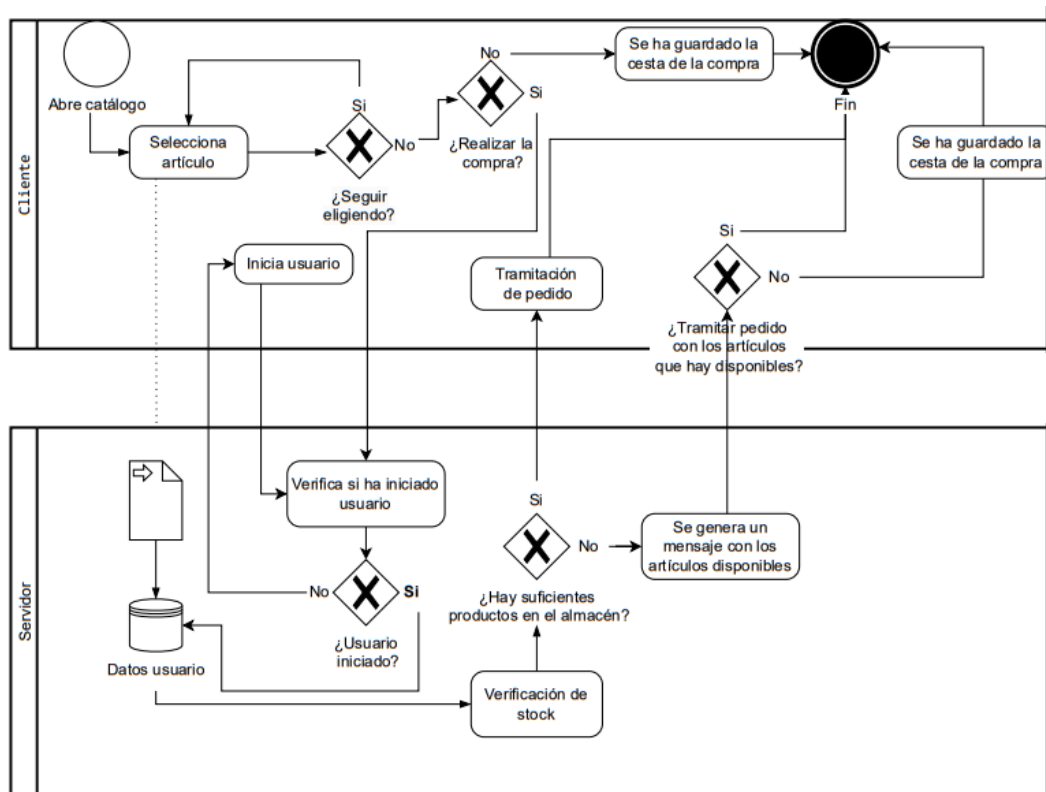 Cliente
Abre catálogo
Selecciona
artículo
Si
No
¿Seguir
eligiendo?
No
Si
¿Realizar la
compra?
Se ha guardado la
cesta de la compra
Fin
Se ha guardado la
cesta de la compra
Inicia usuario
Tramitación
de pedido
Si
No
¿Tramitar pedido
con los artículos
que hay disponibles?
Servidor
Verifica si ha iniciado
usuario
No
Si
¿Usuario
iniciado?
Datos usuario
Si
No
¿Hay suficientes
productos en el almacén?
Se genera un
mensaje con los
artículos disponibles
Verificación de
stock